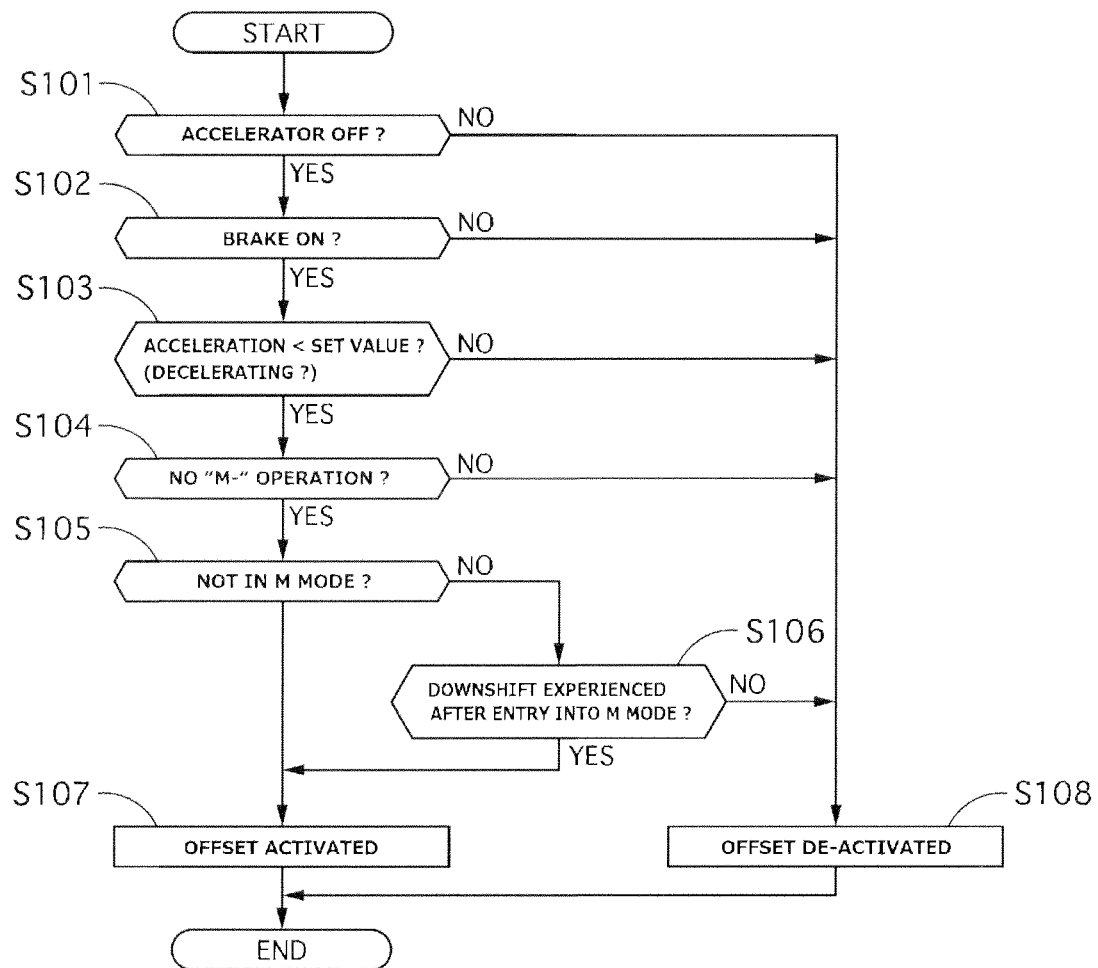 START
S101
ACCELERATOR OFF ?
NO
YES
S102
BRAKE ON ?
NO
YES
S103
ACCELERATION < SET VALUE ?
(DECELERATING ?)
NO
YES
S104
NO "M-" OPERATION ?
NO
YES
S105
NOT IN M MODE ?
NO
S106
DOWNSHIFT EXPERIENCED
AFTER ENTRY INTO M MODE ?
NO
YES
S107
OFFSET ACTIVATED
S108
OFFSET DE-ACTIVATED
END